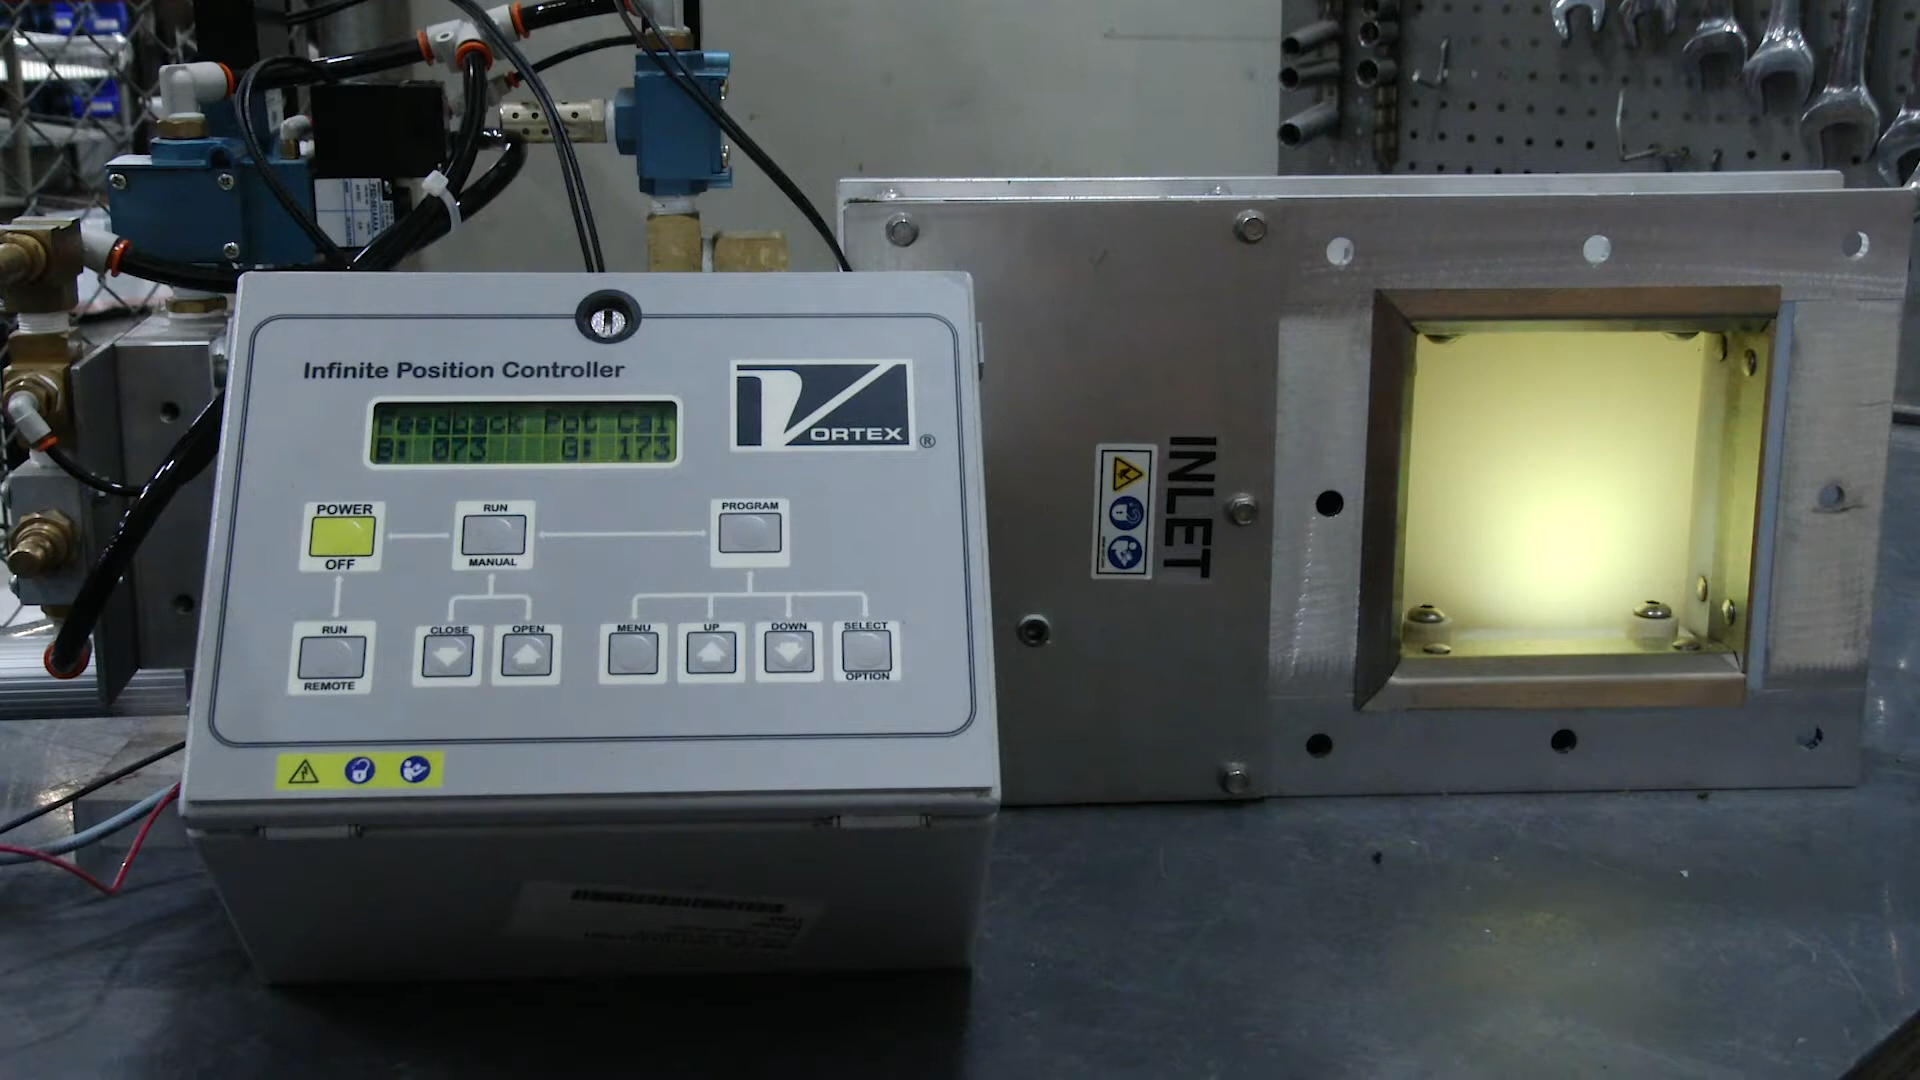 Infinite Position Controller
VORTEX®
Feedback Pot Cal
B: 073 G: 173
POWER
OFF
RUN
MANUAL
PROGRAM
RUN
REMOTE
CLOSE
OPEN
MENU
UP
DOWN
SELECT
OPTION
INLET